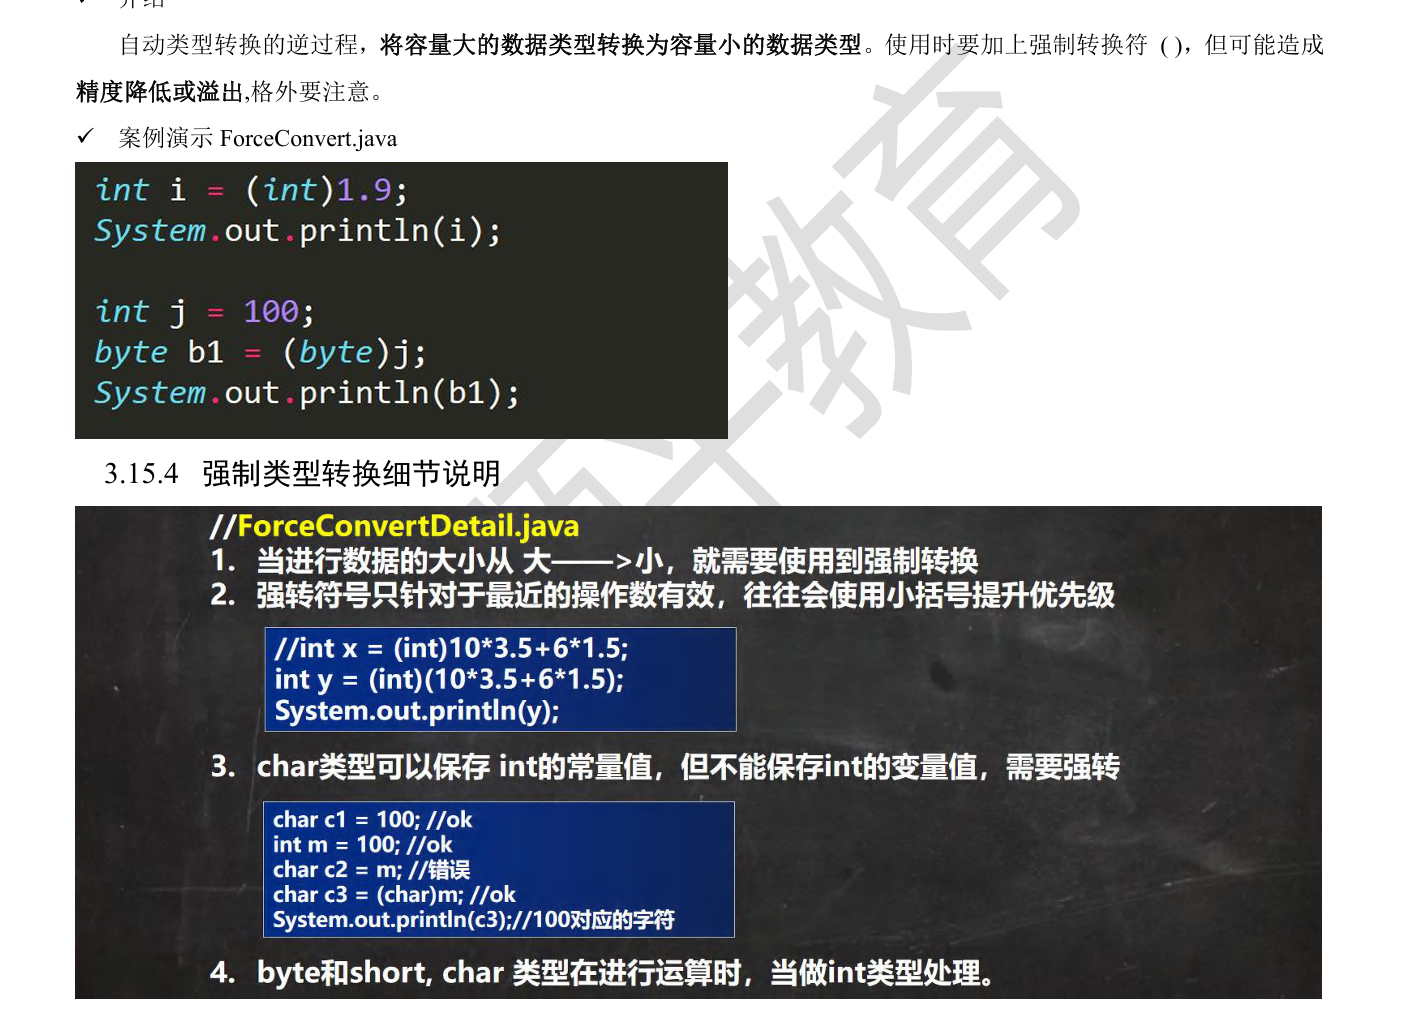 ✓ 介绍
自动类型转换的逆过程，将容量大的数据类型转换为容量小的数据类型。使用时要加上强制转换符 ( )，但可能造成
精度降低或溢出,格外要注意。
✓ 案例演示 ForceConvert.java
int i = (int)1.9;
System.out.println(i);
int j = 100;
byte b1 = (byte)j;
System.out.println(b1);
3.15.4 强制类型转换细节说明
//ForceConvertDetail.java
1. 当进行数据的大小从 大——>小，就需要使用到强制转换
2. 强转符号只针对于最近的操作数有效，往往会使用小括号提升优先级
//int x = (int)10*3.5+6*1.5;
int y = (int)(10*3.5+6*1.5);
System.out.println(y);
3. char类型可以保存 int的常量值，但不能保存int的变量值，需要强转
char c1 = 100; //ok
int m = 100; //ok
char c2 = m; //错误
char c3 = (char)m; //ok
System.out.println(c3);//100对应的字符
4. byte和short, char 类型在进行运算时，当做int类型处理。
教育